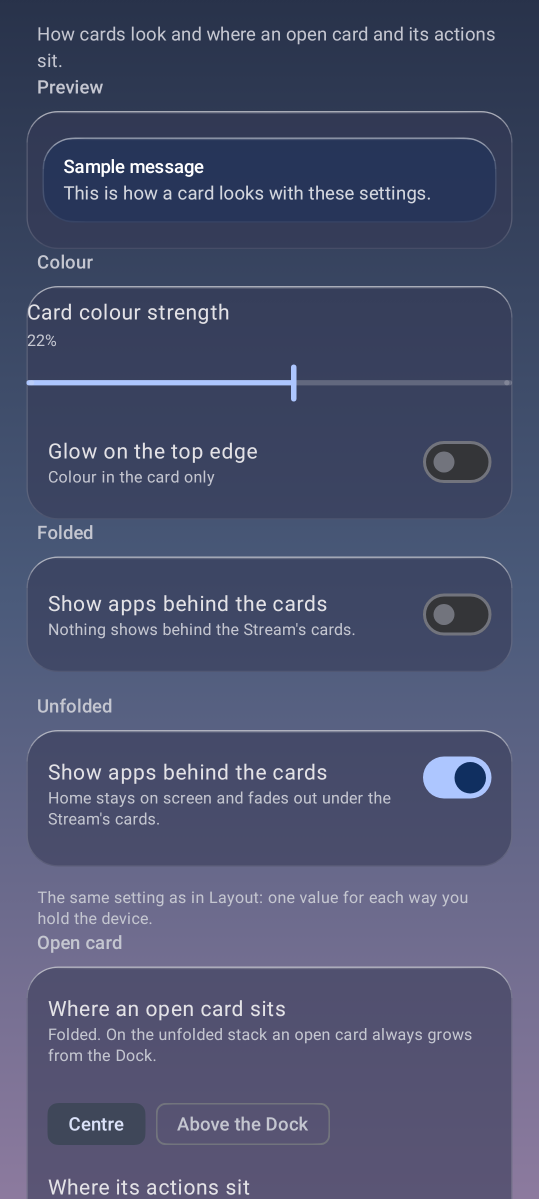 How cards look and where an open card and its actions
sit.
Preview
Sample message
This is how a card looks with these settings.
Colour
Card colour strength
22%
Glow on the top edge
Colour in the card only
Folded
Show apps behind the cards
Nothing shows behind the Stream's cards.
Unfolded
Show apps behind the cards
Home stays on screen and fades out under the
Stream's cards.
The same setting as in Layout: one value for each way you
hold the device.
Open card
Where an open card sits
Folded. On the unfolded stack an open card always grows
from the Dock.
Centre
Above the Dock
Where its actions sit